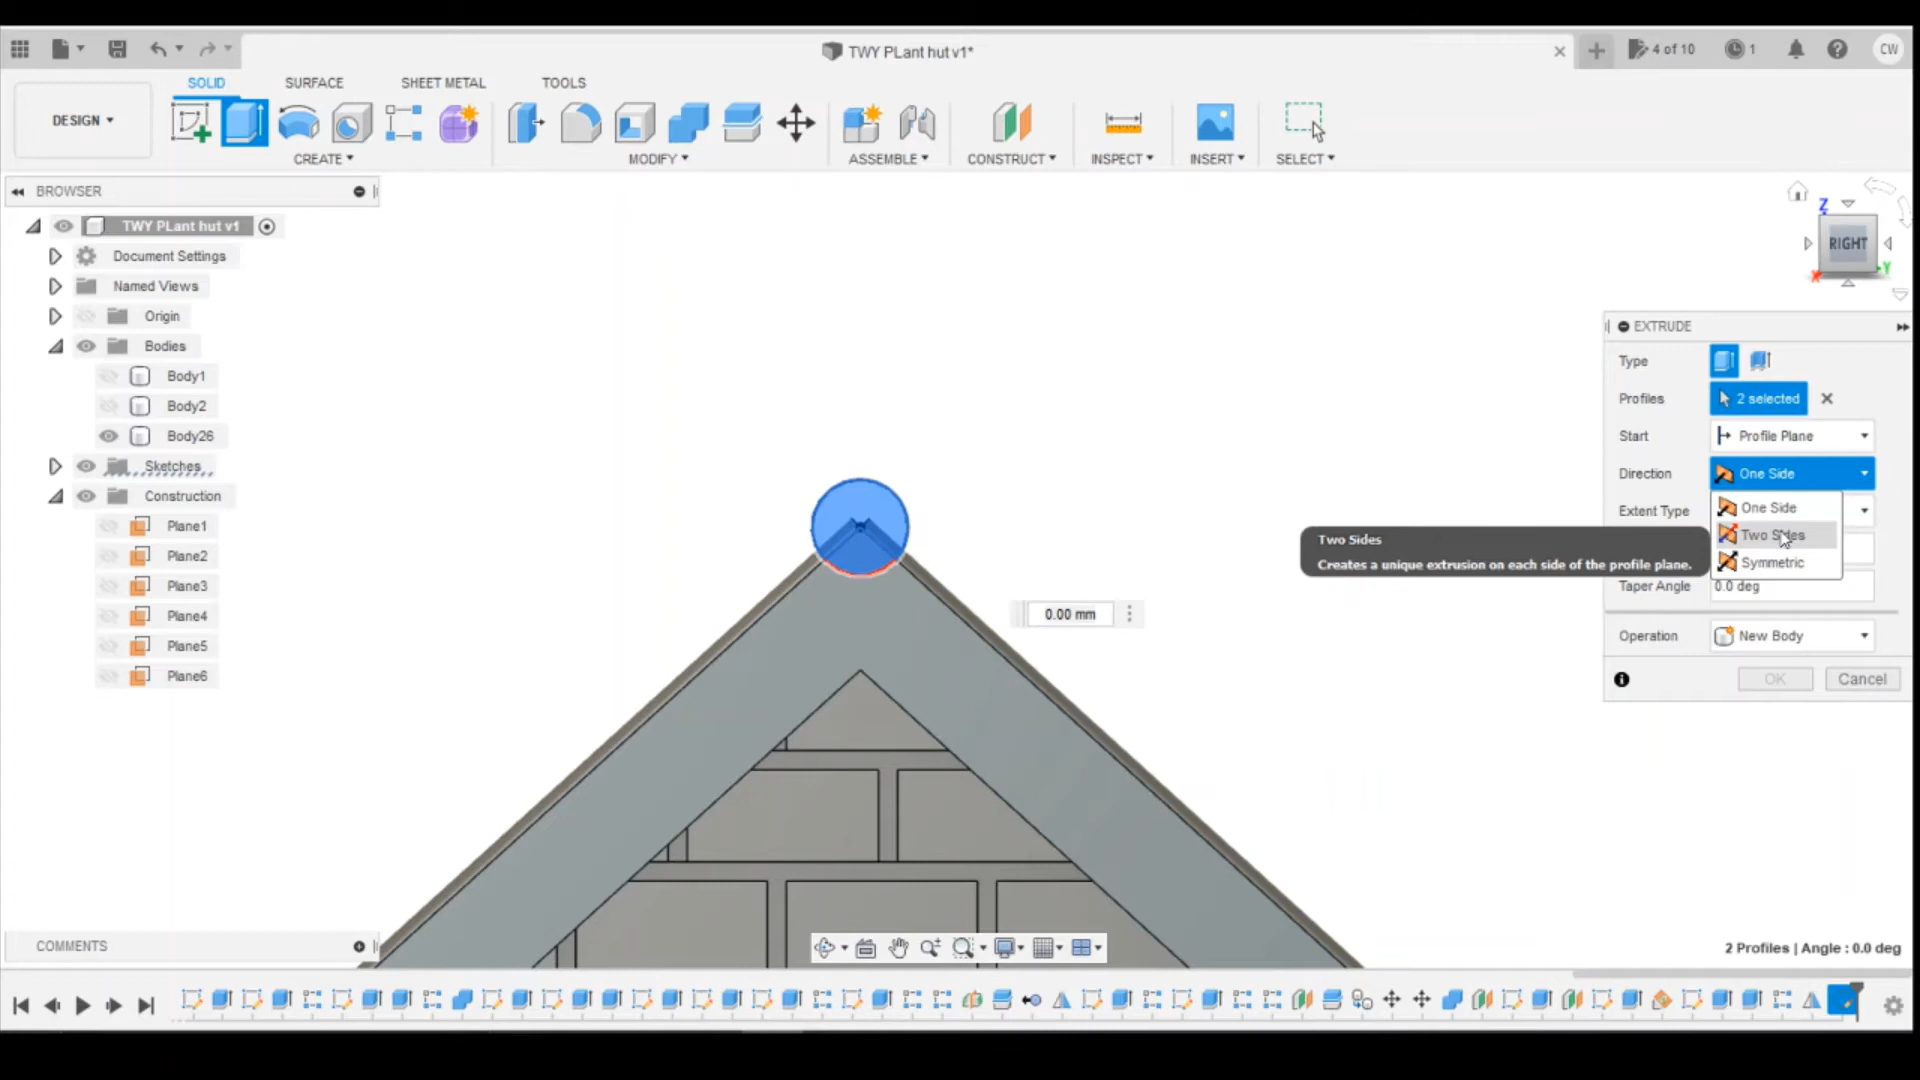 TWY PLant hut v1*
4 of 10
1
CW
SOLID
SURFACE
SHEET METAL
TOOLS
DESIGN
CREATE
MODIFY
ASSEMBLE
CONSTRUCT
INSPECT
INSERT
SELECT
BROWSER
TWY PLant hut v1
Document Settings
Named Views
Origin
Bodies
Body1
Body2
Body26
Sketches
Construction
Plane1
Plane2
Plane3
Plane4
Plane5
Plane6
Z
RIGHT
X
Y
EXTRUDE
Type
Profiles
2 selected
Start
Profile Plane
Direction
One Side
One Side
Two Sides
Symmetric
Extent Type
Taper Angle
0.0 deg
Operation
New Body
OK
Cancel
Two Sides
Creates a unique extrusion on each side of the profile plane.
0.00 mm
COMMENTS
2 Profiles | Angle : 0.0 deg